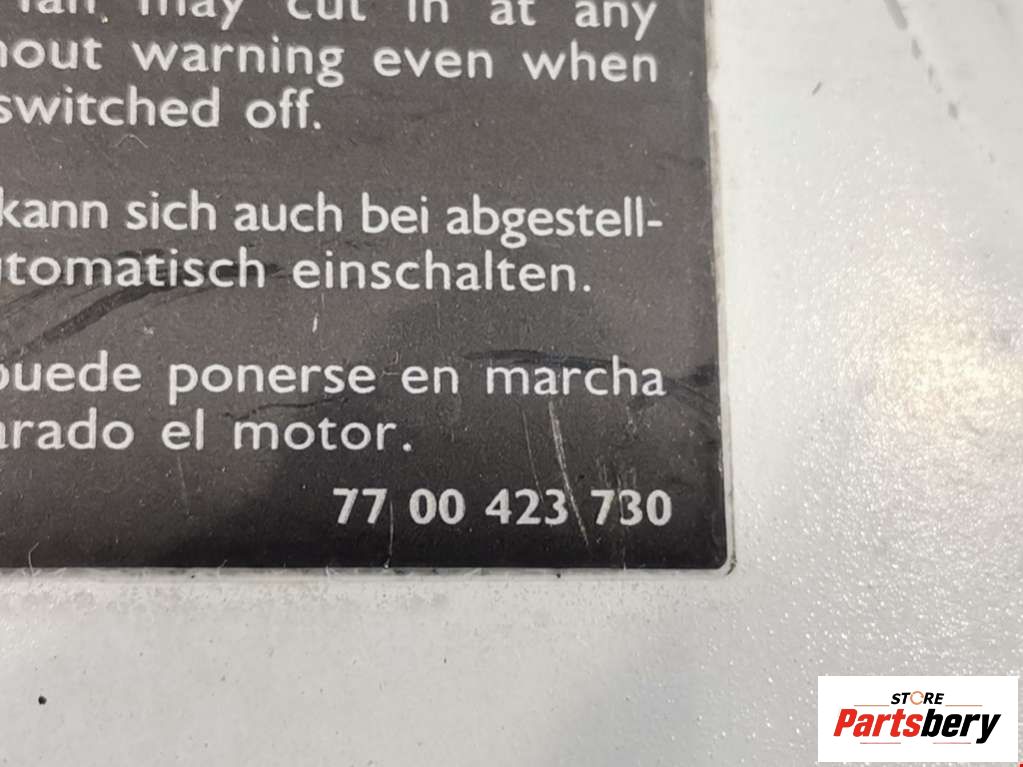 fan may cut in at any
hout warning even when
switched off.
kann sich auch bei abgestell-
utomatisch einschalten.
puede ponerse en marcha
arado el motor.
77 00 423 730
STORE
Partsbery